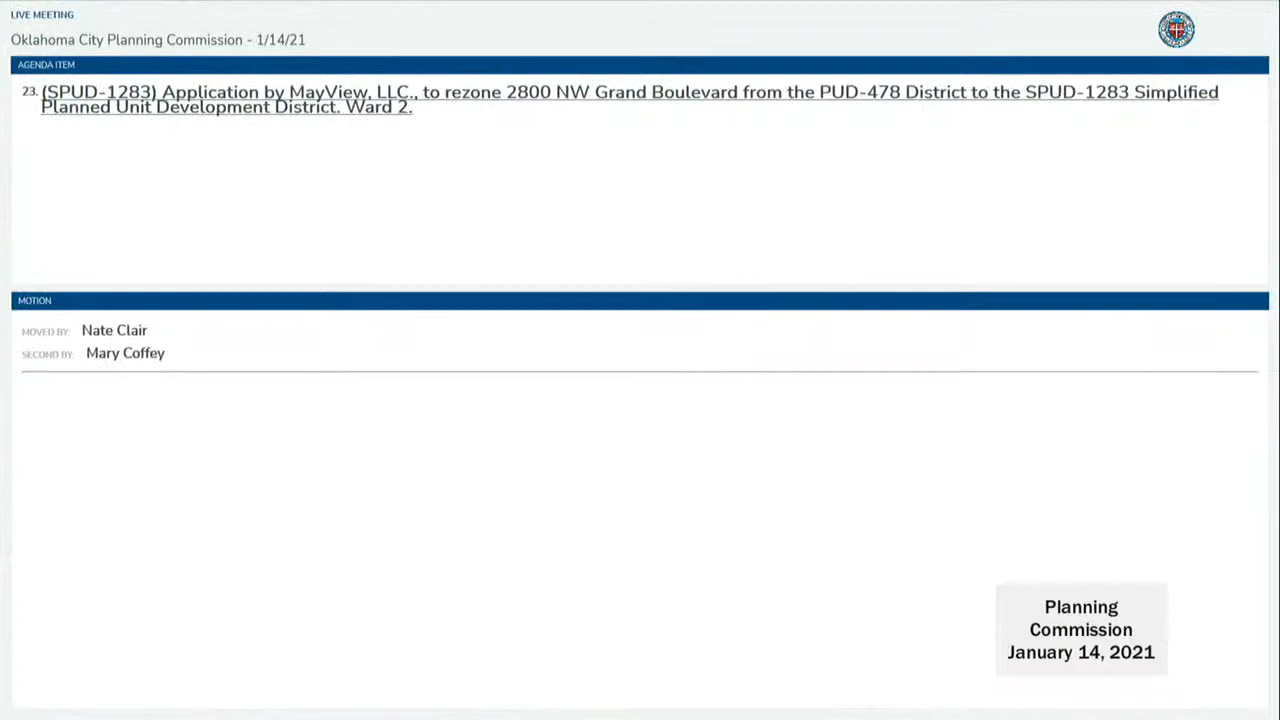 LIVE MEETING
Oklahoma City Planning Commission - 1/14/21
AGENDA ITEM
23. (SPUD-1283) Application by MayView, LLC., to rezone 2800 NW Grand Boulevard from the PUD-478 District to the SPUD-1283 Simplified
Planned Unit Development District. Ward 2.
MOTION
MOVED BY: Nate Clair
SECOND BY: Mary Coffey
Planning
Commission
January 14, 2021